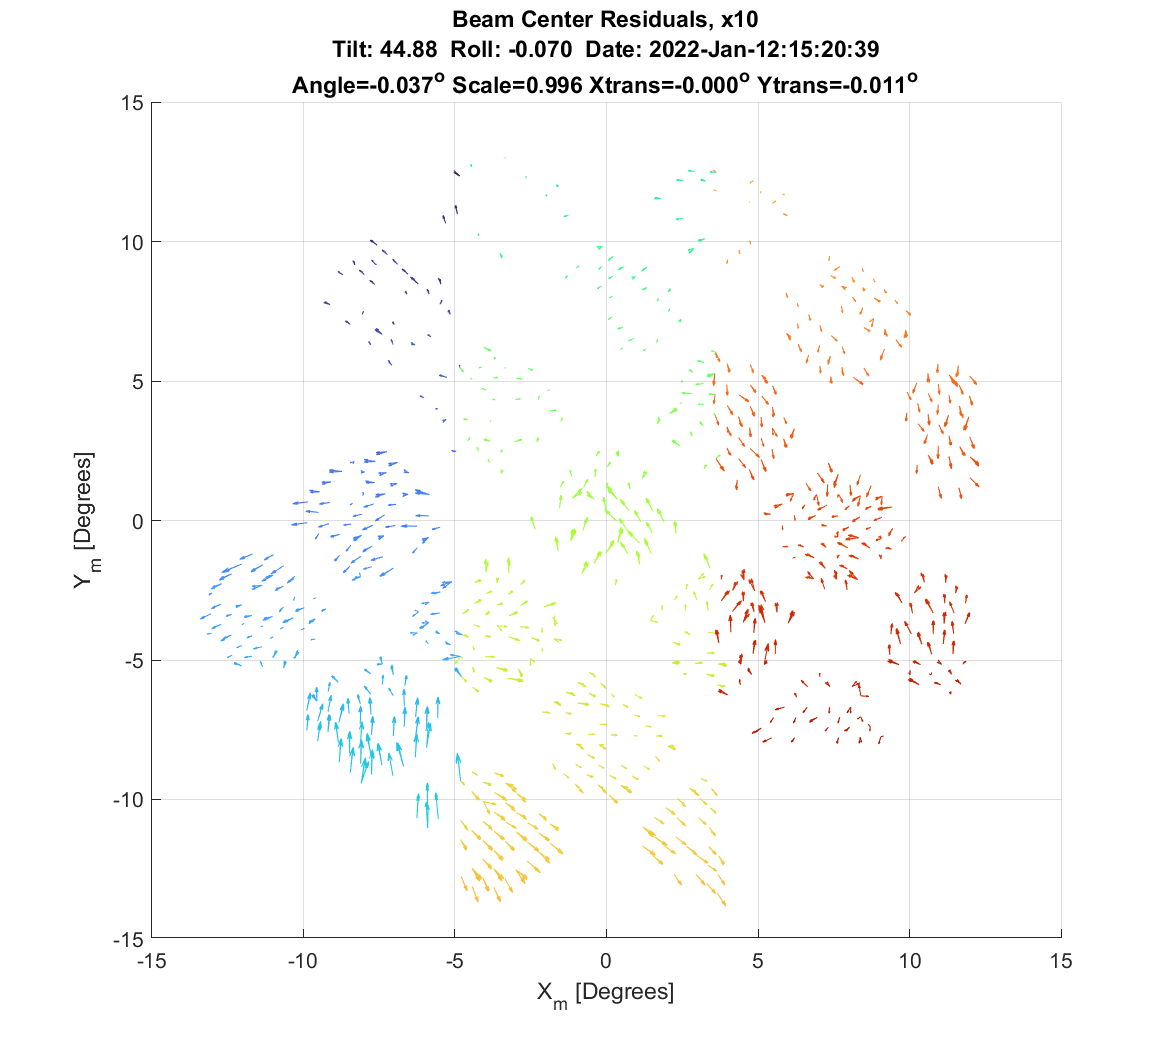 Beam Center Residuals, x10
Tilt: 44.88 Roll: -0.070 Date: 2022-Jan-12:15:20:39
Angle=-0.037° Scale=0.996 Xtrans=-0.000° Ytrans=-0.011°
15
10
5
0
-5
-10
-15
Y_m [Degrees]
-15 -10 -5 0 5 10 15
X_m [Degrees]